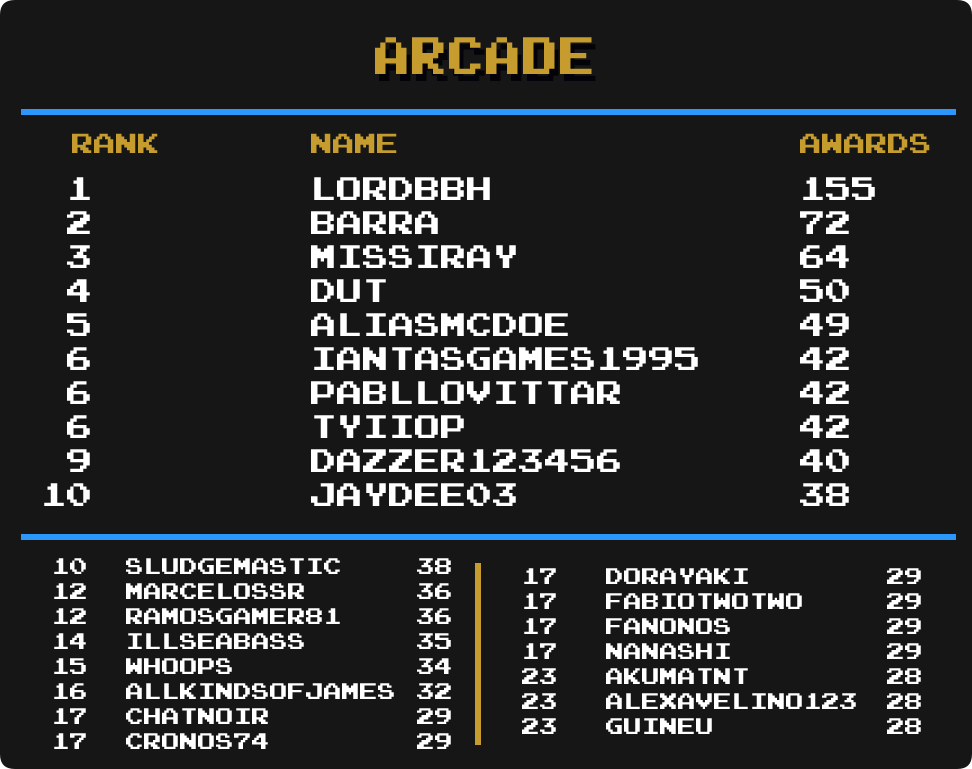 ARCADE
RANK NAME AWARDS
1 LORDBBH 155
2 BARRA 72
3 MISSIRAY 64
4 DUT 50
5 ALIASMCDOE 49
6 IANTASGAMES1995 42
6 PABLLOVITTAR 42
6 TYIIOP 42
9 DAZZER123456 40
10 JAYDEE03 38
10 SLUDGEMASTIC 38
12 MARCELOSSR 36
12 RAMOSGAMER81 36
14 ILLSEABASS 35
15 WHOOPS 34
16 ALLKINDSOFJAMES 32
17 CHATNOIR 29
17 CRONOS74 29
17 DORAYAKI 29
17 FABIOTWOTWO 29
17 FANONOS 29
17 NANASHI 29
23 AKUMATNT 28
23 ALEXAVELINO123 28
23 GUINEU 28